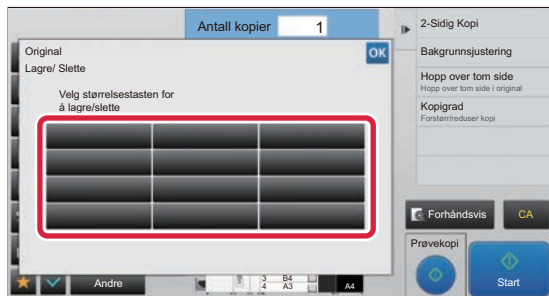 Antall kopier 1
Original
OK
Lagre/ Slette
Velg størrelsestasten for
å lagre/slette
2-Sidig Kopi
Bakgrunnsjustering
Hopp over tom side
Hopp over tom side i original
Kopigrad
Forstørr/reduser kopi
Forhåndsvis
CA
Prøvekopi
Start
Andre
3 B4
4 A3
A4